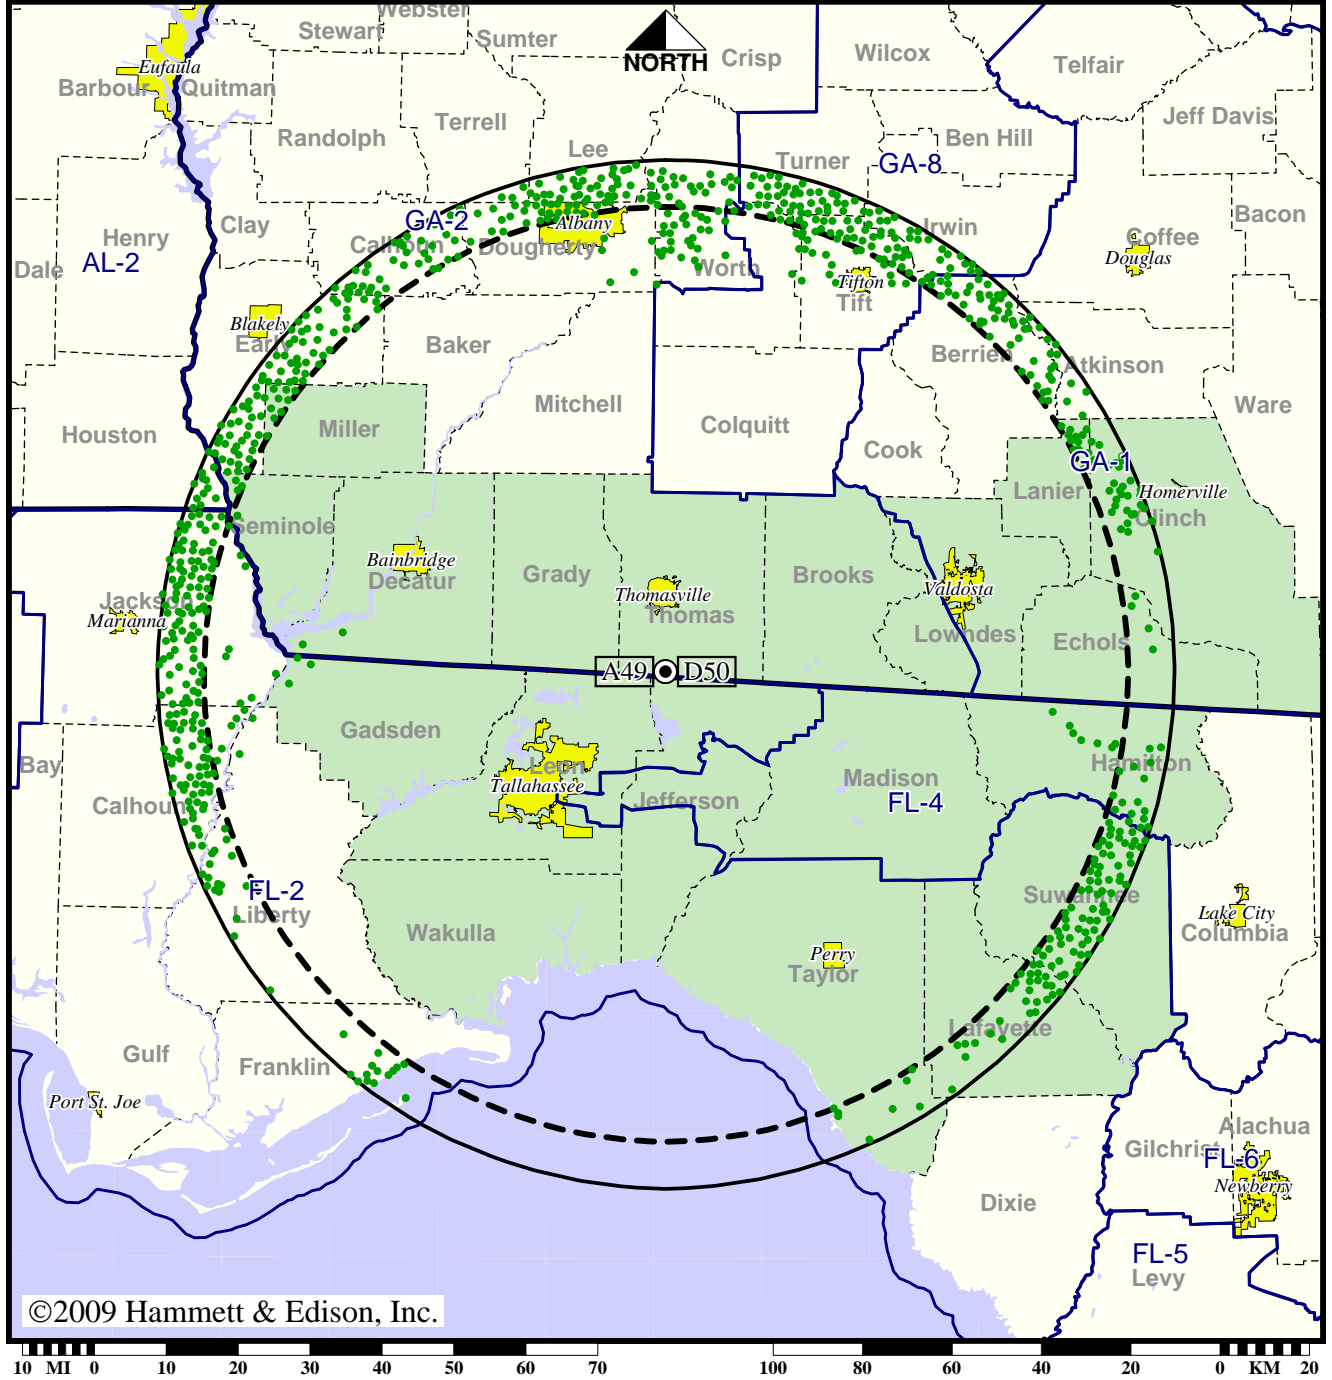 Webster
Stewart
Sumter
NORTH
Crisp
Wilcox
Telfair
Eufaula
Barbour
Quitman
Randolph
Terrell
Lee
Turner
GA-8
Ben Hill
Jeff Davis
Clay
GA-2
Calhoun
Albany
Dougherty
Irwin
Bacon
Coffee
Douglas
Henry
Dale
AL-2
Worth
Tifton
Tift
Blakely
Early
Baker
Berrien
Atkinson
Mitchell
Colquitt
Cook
Ware
Houston
Miller
GA-1
Lanier
Homerville
Clinch
Seminole
Bainbridge
Decatur
Grady
Thomasville
Thomas
Brooks
Valdosta
Lowndes
Echols
Jackson
Marianna
A49 D50
Gadsden
Bay
Calhoun
Leon
Tallahassee
Jefferson
Madison
FL-4
Hamilton
FL-2
Liberty
Wakulla
Suwannee
Lake City
Columbia
Perry
Taylor
Lafayette
Gulf
Franklin
Port St. Joe
Alachua
Gilchrist
FL-6
Newberry
Dixie
FL-5
Levy
©2009 Hammett & Edison, Inc.
10 MI 0 10 20 30 40 50 60 70 100 80 60 40 20 0 KM 20